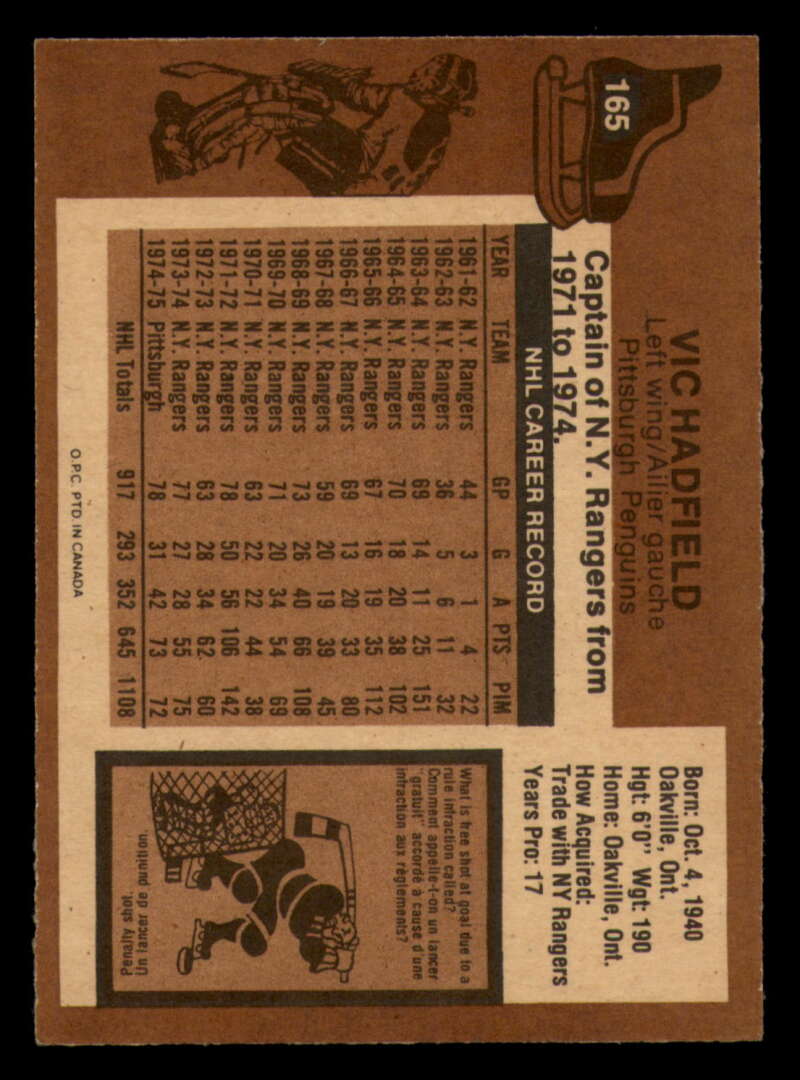 165
VIC HADFIELD
Left wing/Ailier gauche
Pittsburgh Penguins
Captain of N.Y. Rangers from
1971 to 1974.
NHL CAREER RECORD
YEAR TEAM GP G A PTS PIM
1961-62 N.Y. Rangers 44 3 1 4 22
1962-63 N.Y. Rangers 36 5 6 11 32
1963-64 N.Y. Rangers 69 14 11 25 151
1964-65 N.Y. Rangers 70 18 20 38 102
1965-66 N.Y. Rangers 67 16 19 35 112
1966-67 N.Y. Rangers 69 13 20 33 80
1967-68 N.Y. Rangers 59 20 19 39 45
1968-69 N.Y. Rangers 73 26 40 66 108
1969-70 N.Y. Rangers 71 20 34 54 69
1970-71 N.Y. Rangers 63 22 22 44 38
1971-72 N.Y. Rangers 78 50 56 106 142
1972-73 N.Y. Rangers 63 28 34 62 60
1973-74 N.Y. Rangers 77 27 28 55 75
1974-75 Pittsburgh 78 31 42 73 72
NHL Totals 917 293 352 645 1108
O.P.C. PTD. IN CANADA
Born: Oct. 4, 1940
Oakville, Ont.
Hgt: 6'0" Wgt: 190
Home: Oakville, Ont.
How Acquired:
Trade with NY Rangers
Years Pro: 17
What is free shot at goal due to a
rule infraction called?
Comment appelle-t-on un lancer
"gratuit" accordé à cause d'une
infraction aux règlements?
Penalty shot.
Un lancer de punition.